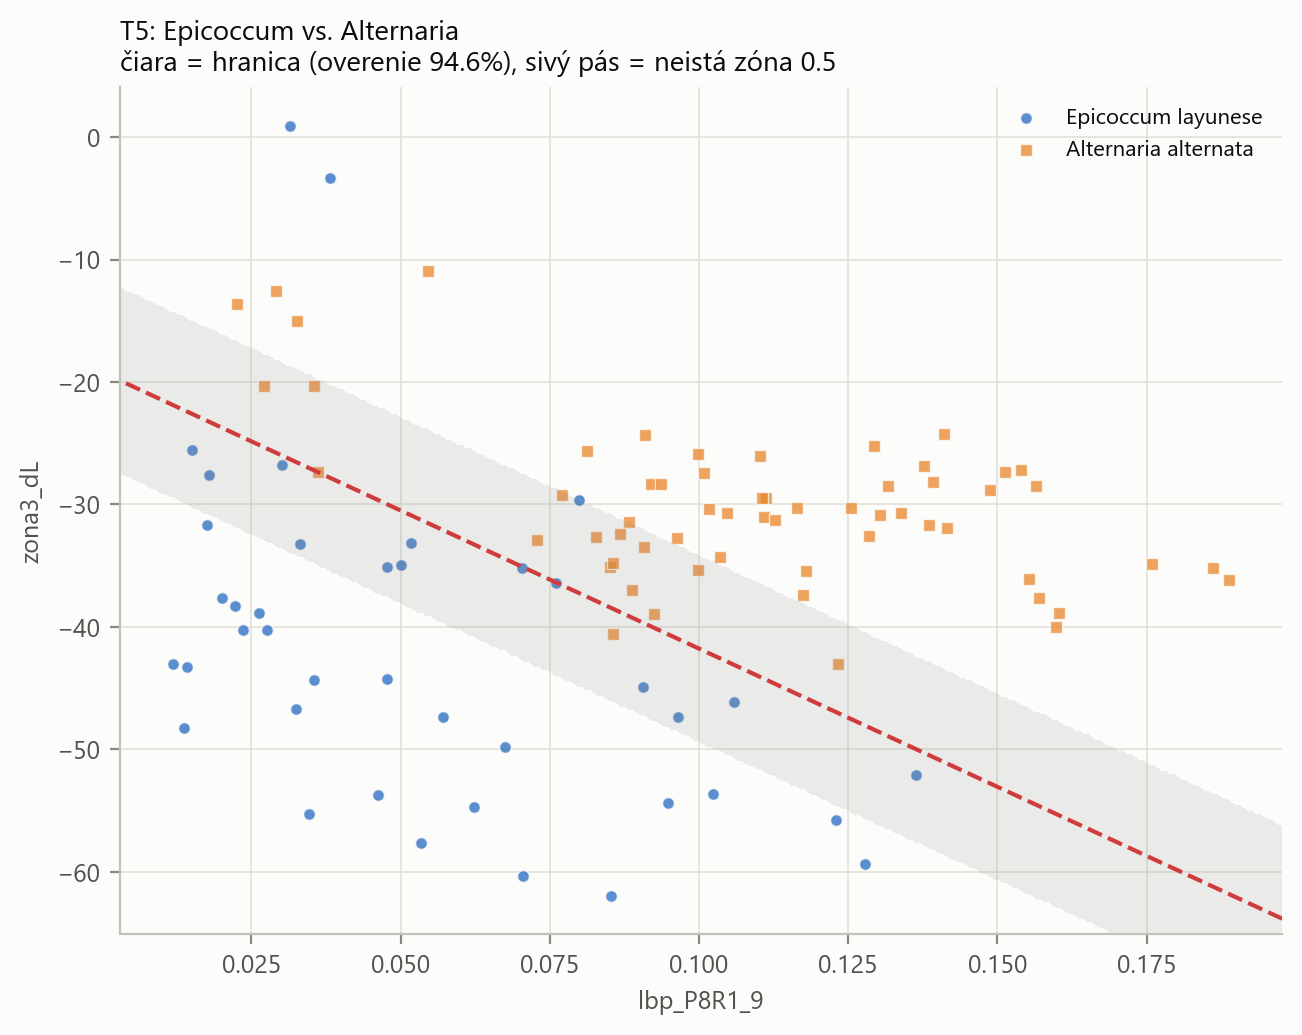 T5: Epicoccum vs. Alternaria
čiara = hranica (overenie 94.6%), sivý pás = neistá zóna 0.5
Epicoccum layunese
Alternaria alternata
0
−10
−20
−30
−40
−50
−60
zona3_dL
0.025
0.050
0.075
0.100
0.125
0.150
0.175
lbp_P8R1_9